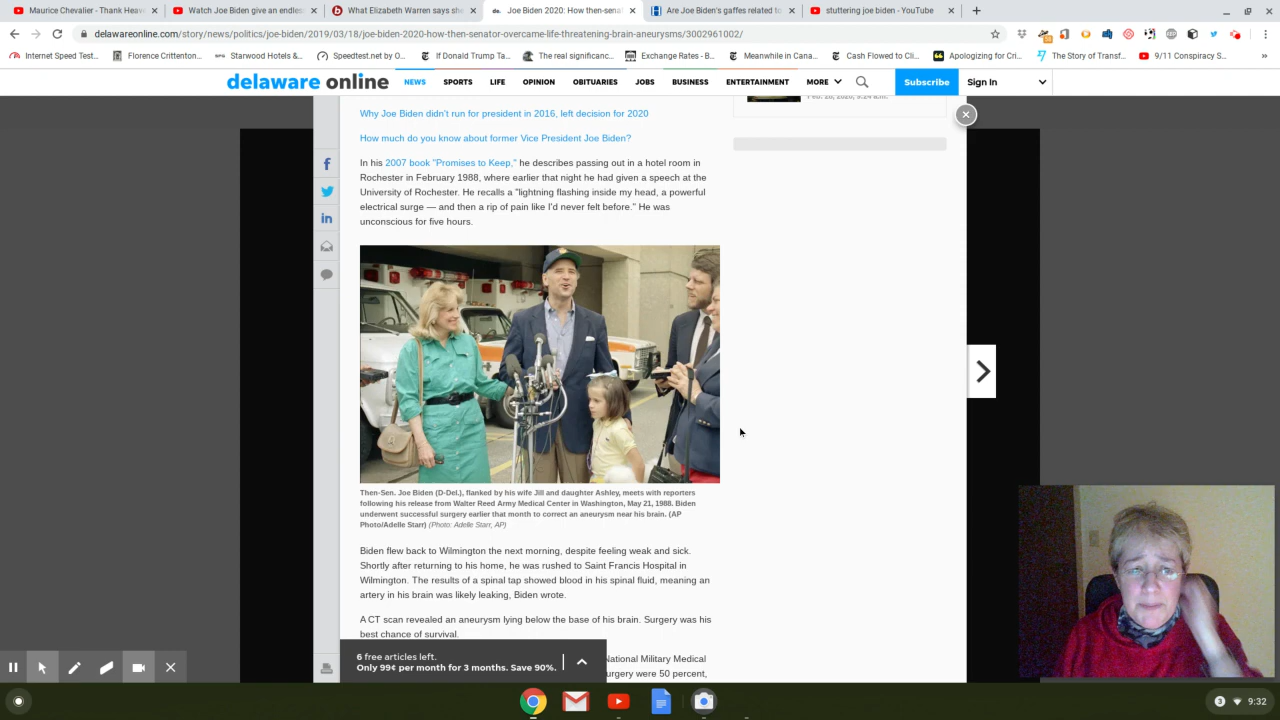 Maurice Chevalier - Thank Heave
Watch Joe Biden give an endles
What Elizabeth Warren says sh
Joe Biden 2020: How then-sena
Are Joe Biden's gaffes related to
stuttering joe biden - YouTube
delawareonline.com/story/news/politics/joe-biden/2019/03/18/joe-biden-2020-how-then-senator-overcame-life-threatening-brain-aneurysms/3002961002/
Internet Speed Test...
Florence Crittenton...
Starwood Hotels &...
Speedtest.net by O...
If Donald Trump Ta...
The real significanc...
Exchange Rates - B...
Meanwhile in Cana...
Cash Flowed to Cli...
Apologizing for Cri...
The Story of Transf...
9/11 Conspiracy S...
delaware online
NEWS SPORTS LIFE OPINION OBITUARIES JOBS BUSINESS ENTERTAINMENT MORE
Subscribe
Sign In
Feb. 28, 2020, 9:24 a.m.
Why Joe Biden didn't run for president in 2016, left decision for 2020
How much do you know about former Vice President Joe Biden?
In his 2007 book "Promises to Keep," he describes passing out in a hotel room in
Rochester in February 1988, where earlier that night he had given a speech at the
University of Rochester. He recalls a "lightning flashing inside my head, a powerful
electrical surge — and then a rip of pain like I'd never felt before." He was
unconscious for five hours.
Then-Sen. Joe Biden (D-Del.), flanked by his wife Jill and daughter Ashley, meets with reporters
following his release from Walter Reed Army Medical Center in Washington, May 21, 1988. Biden
underwent successful surgery earlier that month to correct an aneurysm near his brain. (AP
Photo/Adelle Starr) (Photo: Adelle Starr, AP)
Biden flew back to Wilmington the next morning, despite feeling weak and sick.
Shortly after returning to his home, he was rushed to Saint Francis Hospital in
Wilmington. The results of a spinal tap showed blood in his spinal fluid, meaning an
artery in his brain was likely leaking, Biden wrote.
A CT scan revealed an aneurysm lying below the base of his brain. Surgery was his
best chance of survival.
National Military Medical
urgery were 50 percent,
6 free articles left.
Only 99¢ per month for 3 months. Save 90%.
3
9:32